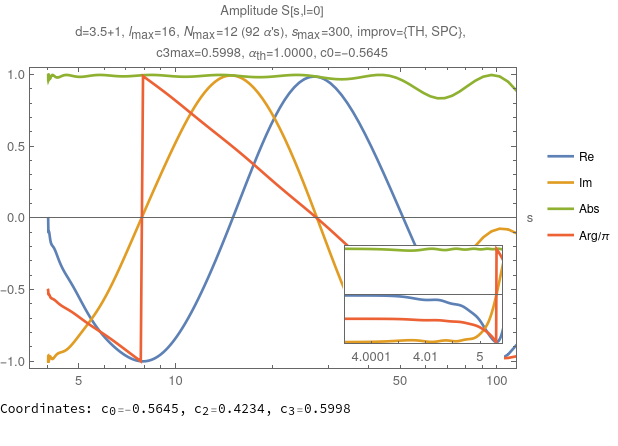 Amplitude S[s,l=0]
d=3.5+1, lmax=16, Nmax=12 (92 α's), smax=300, improv={TH, SPC},
c3max=0.5998, αth=1.0000, c0=-0.5645
1.0
0.5
0.0
-0.5
-1.0
5
10
50
100
s
4.0001
4.01
5
Re
Im
Abs
Arg/π
Coordinates: c0=-0.5645, c2=0.4234, c3=0.5998